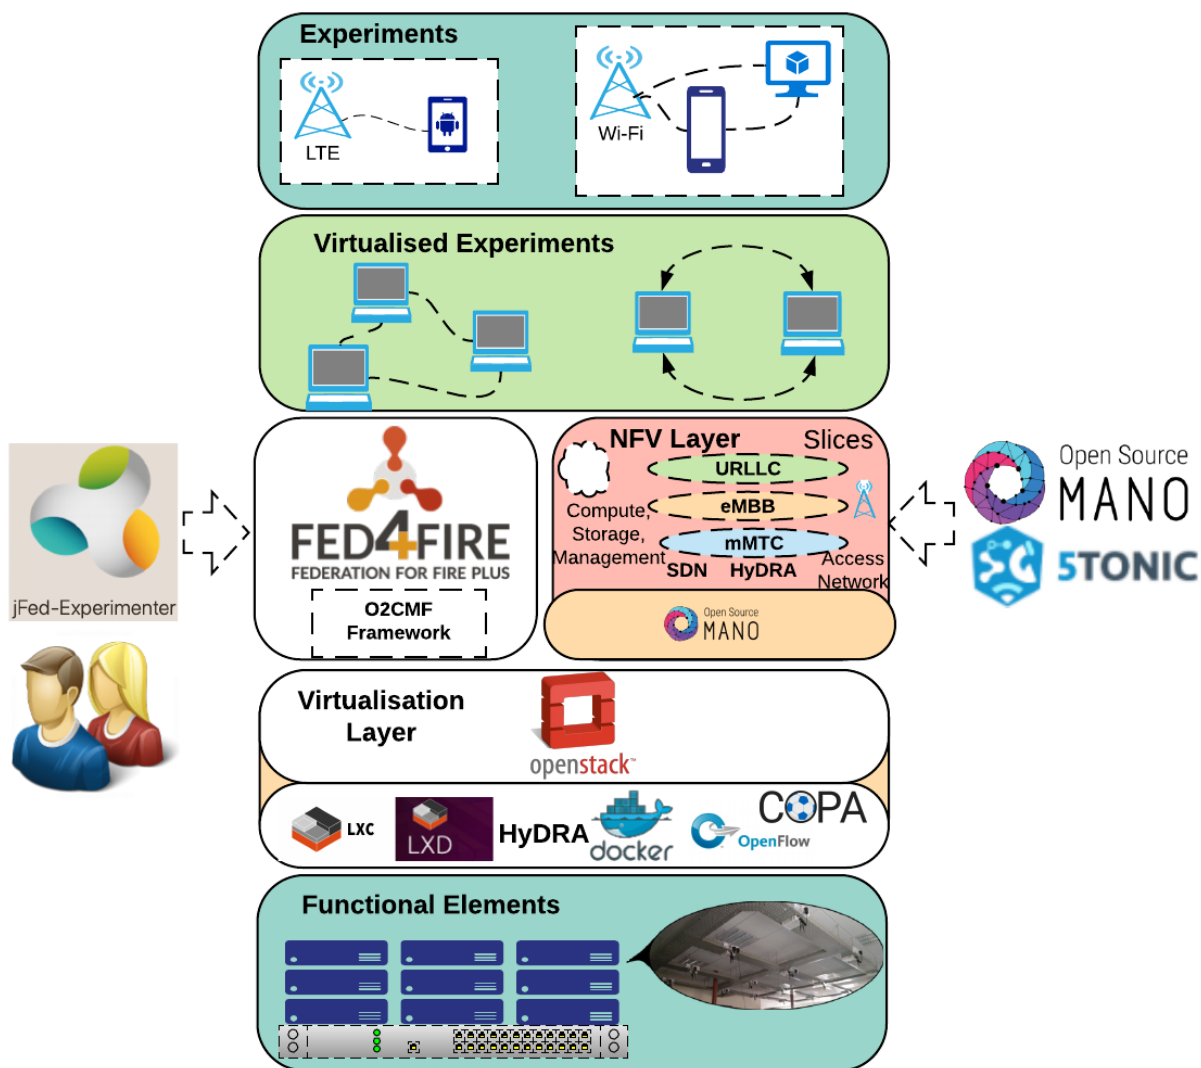 Experiments
LTE
Wi-Fi
Virtualised Experiments
jFed-Experimenter
FED4FIRE
FEDERATION FOR FIRE PLUS
O2CMF
Framework
NFV Layer
Slices
URLLC
eMBB
mMTC
SDN HyDRA
Compute,
Storage,
Management
Access
Network
Open Source
MANO
Open Source
MANO
5TONIC
Virtualisation
Layer
openstack™
LXC
LXD
HyDRA
docker
OpenFlow
COPA
Functional Elements